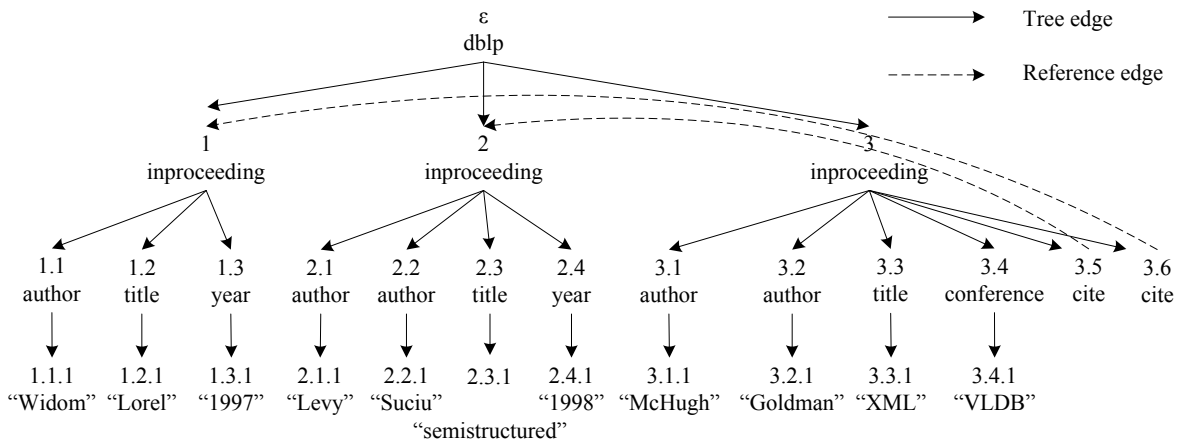 ε
dblp
Tree edge
Reference edge
1
inproceeding
2
inproceeding
3
inproceeding
1.1
author
1.2
title
1.3
year
2.1
author
2.2
author
2.3
title
2.4
year
3.1
author
3.2
author
3.3
title
3.4
conference
3.5
cite
3.6
cite
1.1.1
“Widom”
1.2.1
“Lorel”
1.3.1
“1997”
2.1.1
“Levy”
2.2.1
“Suciu”
2.3.1
“semistructured”
2.4.1
“1998”
3.1.1
“McHugh”
3.2.1
“Goldman”
3.3.1
“XML”
3.4.1
“VLDB”